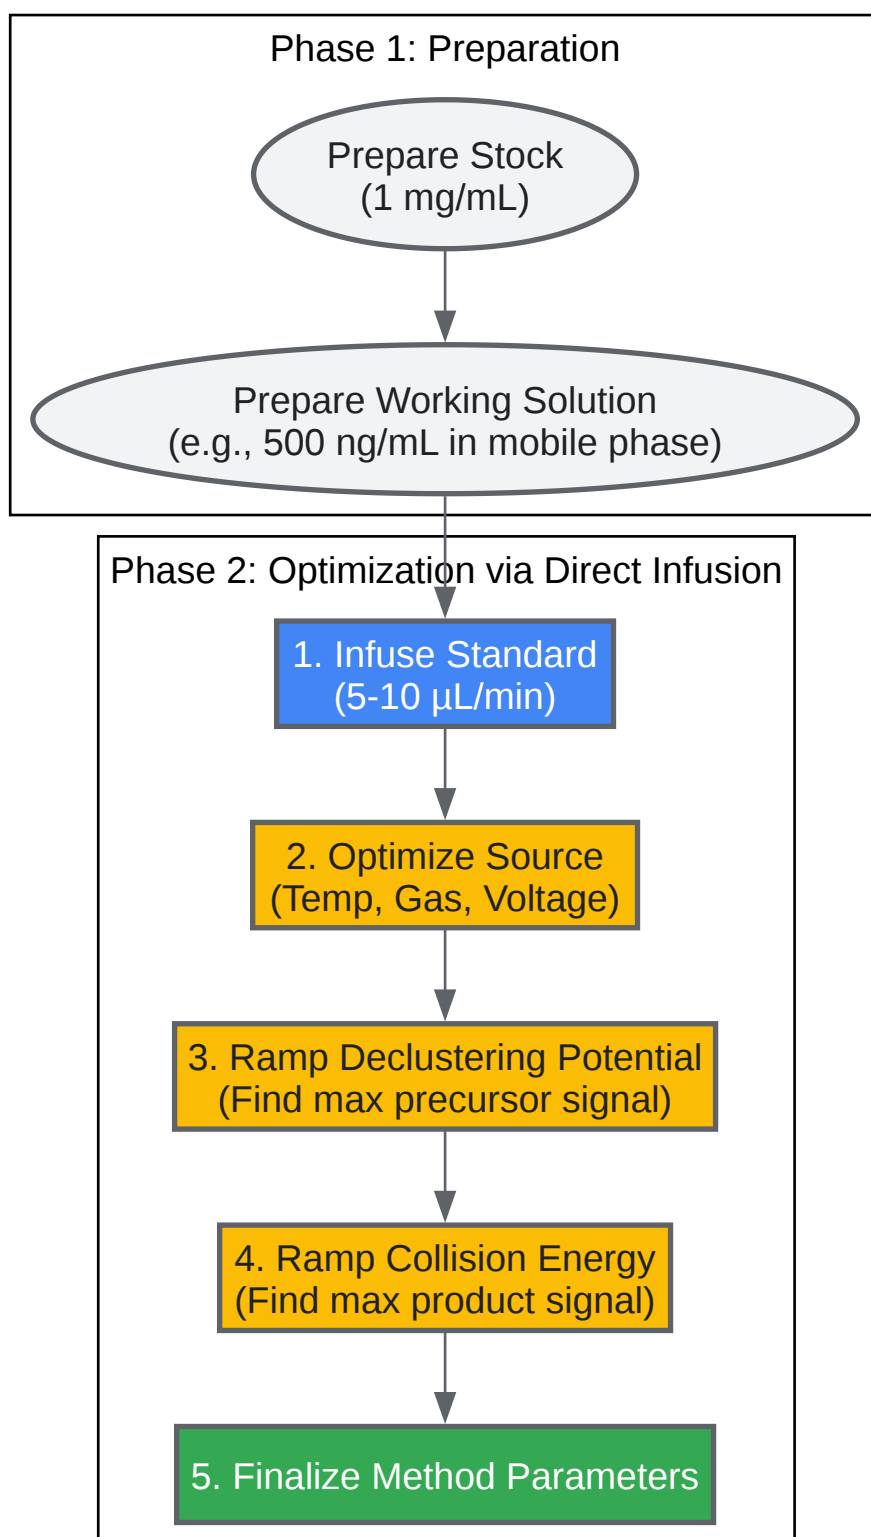 Phase 1: Preparation
Prepare Stock
(1 mg/mL)
Prepare Working Solution
(e.g., 500 ng/mL in mobile phase)
Phase 2: Optimization via Direct Infusion
1. Infuse Standard
(5-10 µL/min)
2. Optimize Source
(Temp, Gas, Voltage)
3. Ramp Declustering Potential
(Find max precursor signal)
4. Ramp Collision Energy
(Find max product signal)
5. Finalize Method Parameters